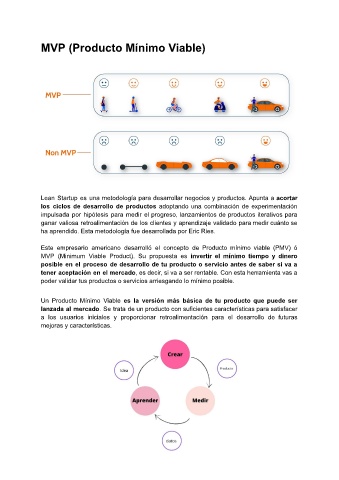 MVP (Producto Mínimo Viable)
MVP
Non MVP
Lean Startup es una metodología para desarrollar negocios y productos. Apunta a acortar
los ciclos de desarrollo de productos adoptando una combinación de experimentación
impulsada por hipótesis para medir el progreso, lanzamientos de productos iterativos para
ganar valiosa retroalimentación de los clientes y aprendizaje validado para medir cuánto se
ha aprendido. Esta metodología fue desarrollada por Eric Ries.
Este empresario americano desarrolló el concepto de Producto mínimo viable (PMV) ó
MVP (Minimum Viable Product). Su propuesta es invertir el mínimo tiempo y dinero
posible en el proceso de desarrollo de tu producto o servicio antes de saber si va a
tener aceptación en el mercado, es decir, si va a ser rentable. Con esta herramienta vas a
poder validar tus productos o servicios arriesgando lo mínimo posible.
Un Producto Mínimo Viable es la versión más básica de tu producto que puede ser
lanzada al mercado. Se trata de un producto con suficientes características para satisfacer
a los usuarios iniciales y proporcionar retroalimentación para el desarrollo de futuras
mejoras y características.
Crear
Idea
Producto
Aprender
Medir
datos